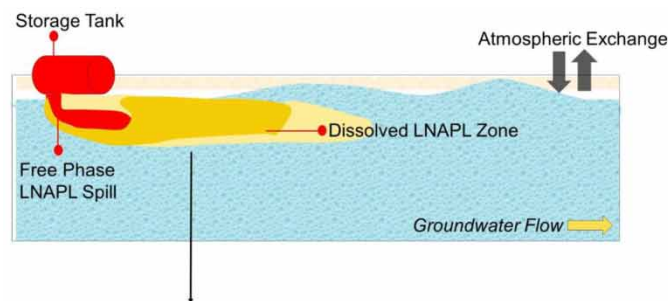 Storage Tank
Atmospheric Exchange
Dissolved LNAPL Zone
Free Phase
LNAPL Spill
Groundwater Flow